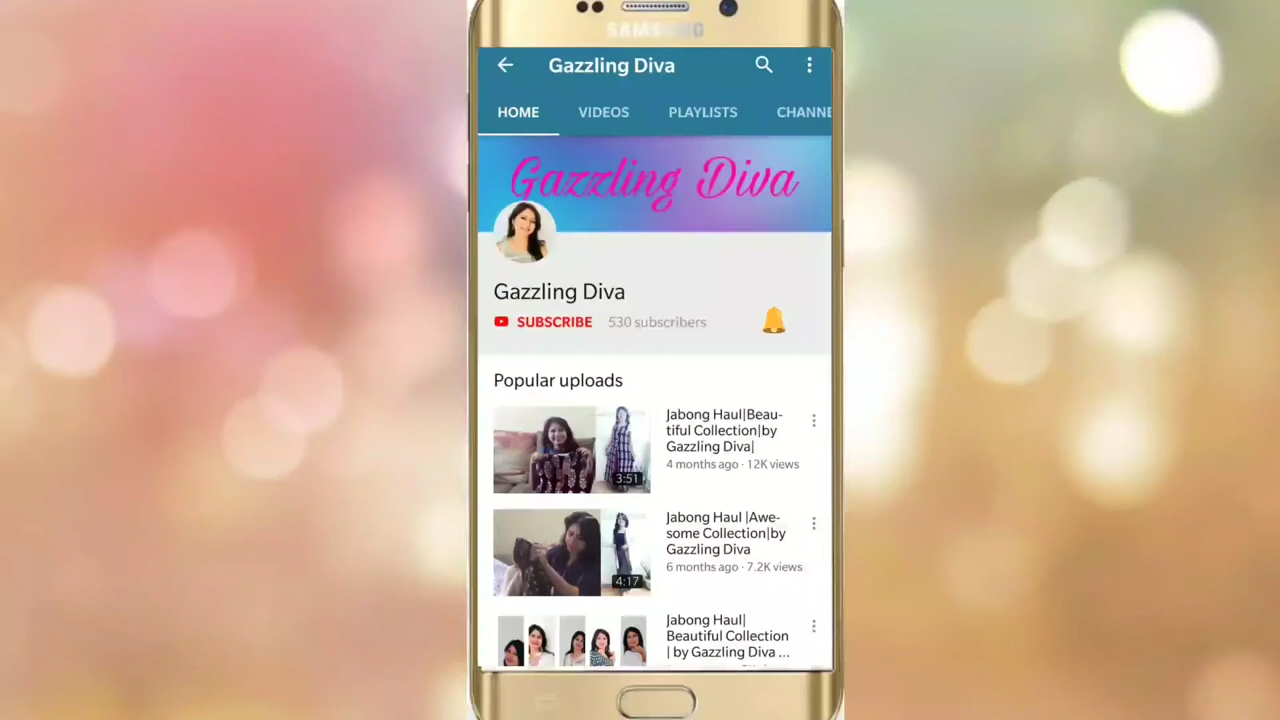 SAMSUNG
Gazzling Diva
HOME VIDEOS PLAYLISTS CHANNE
Gazzling Diva
Gazzling Diva
SUBSCRIBE 530 subscribers
Popular uploads
Jabong Haul|Beau-
tiful Collection|by
Gazzling Diva|
4 months ago · 12K views
3:51
Jabong Haul |Awe-
some Collection|by
Gazzling Diva
6 months ago · 7.2K views
4:17
Jabong Haul|
Beautiful Collection
| by Gazzling Diva ...